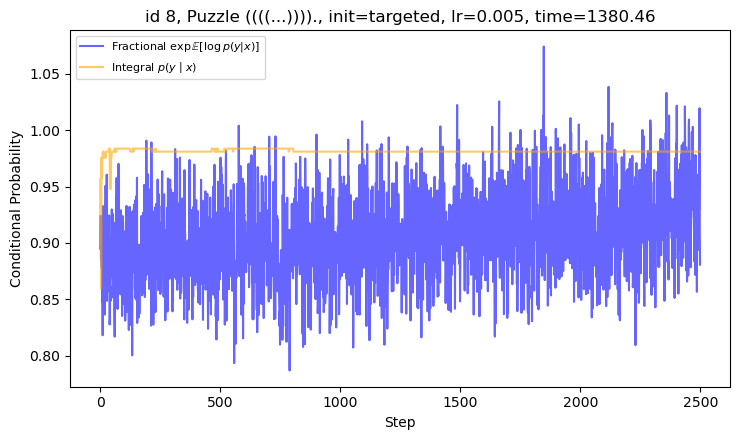 id 8, Puzzle ((((...))))., init=targeted, lr=0.005, time=1380.46
Fractional exp𝔼[log p(y|x)]
Integral p(y | x)
Conditional Probability
1.05
1.00
0.95
0.90
0.85
0.80
0
500
1000
1500
2000
2500
Step